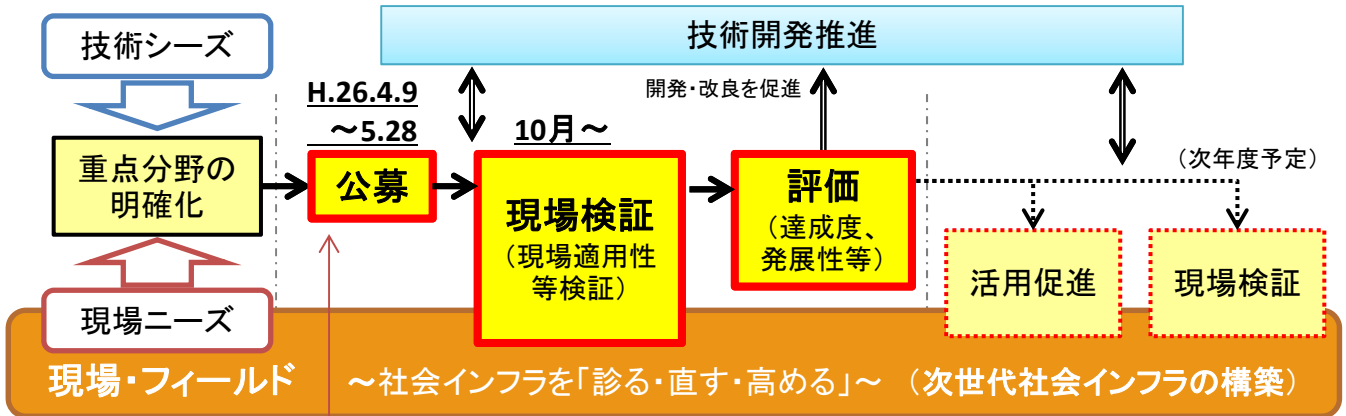 技術シーズ
技術開発推進
H.26.4.9
～5.28
開発・改良を促進
10月～
(次年度予定)
重点分野の
明確化
公募
現場検証
(現場適用性
等検証)
評価
(達成度、
発展性等)
活用促進
現場検証
現場ニーズ
現場・フィールド ～社会インフラを「診る・直す・高める」～ (次世代社会インフラの構築)